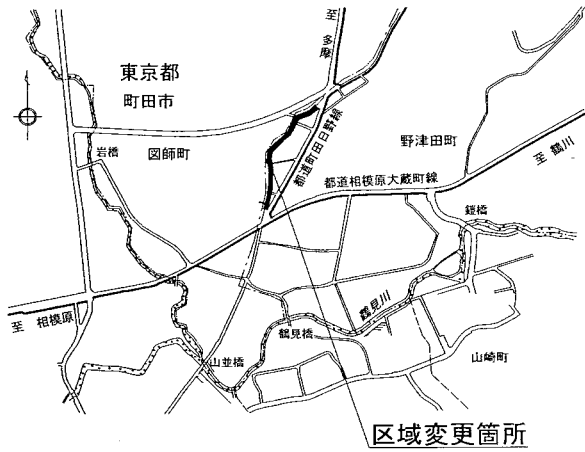 至 多摩
東京都
町田市
岩橋
図師町
都道町田日野線
野津田町
至 鶴川
都道相模原大蔵町線
鎧橋
至 相模原
鶴見川
鶴見橋
山並橋
山崎町
区域変更箇所